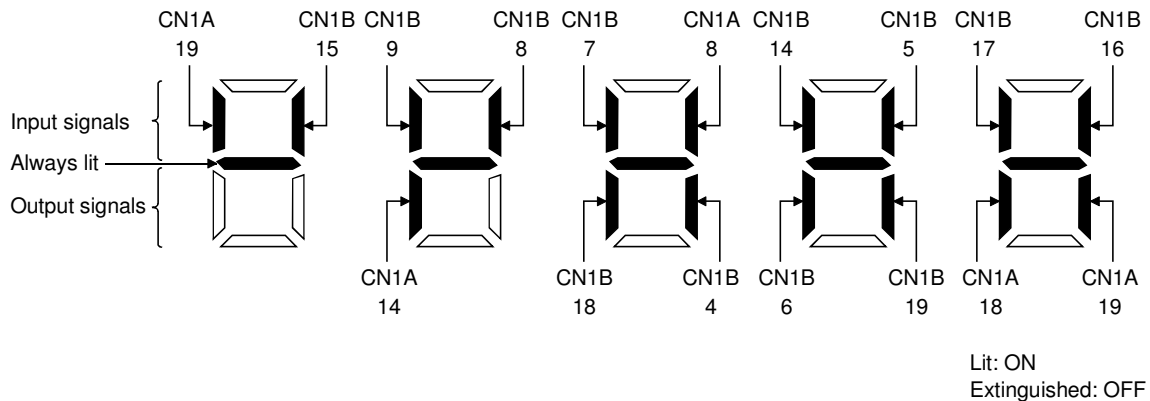 CN1A CN1B CN1B CN1B CN1B CN1A CN1B CN1B CN1B CN1B
19 15 9 8 7 8 14 5 17 16
Input signals
Always lit
Output signals
CN1A CN1B CN1B CN1B CN1B CN1A CN1A
14 18 4 6 19 18 19
Lit: ON
Extinguished: OFF